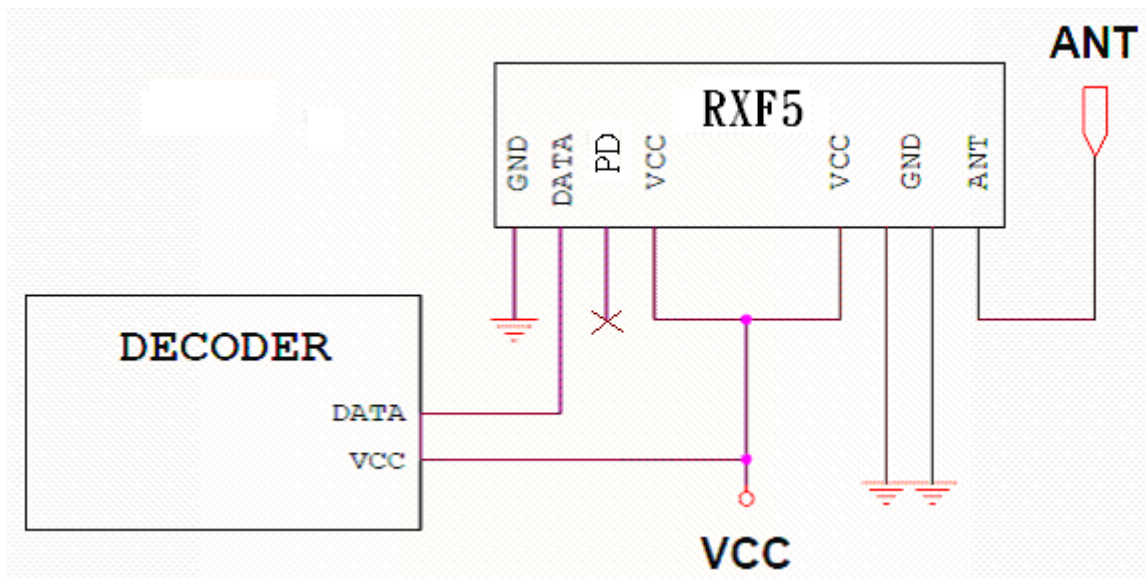 ANT
RXF5
GND
DATA
PD
VCC
VCC
GND
ANT
DECODER
DATA
VCC
VCC